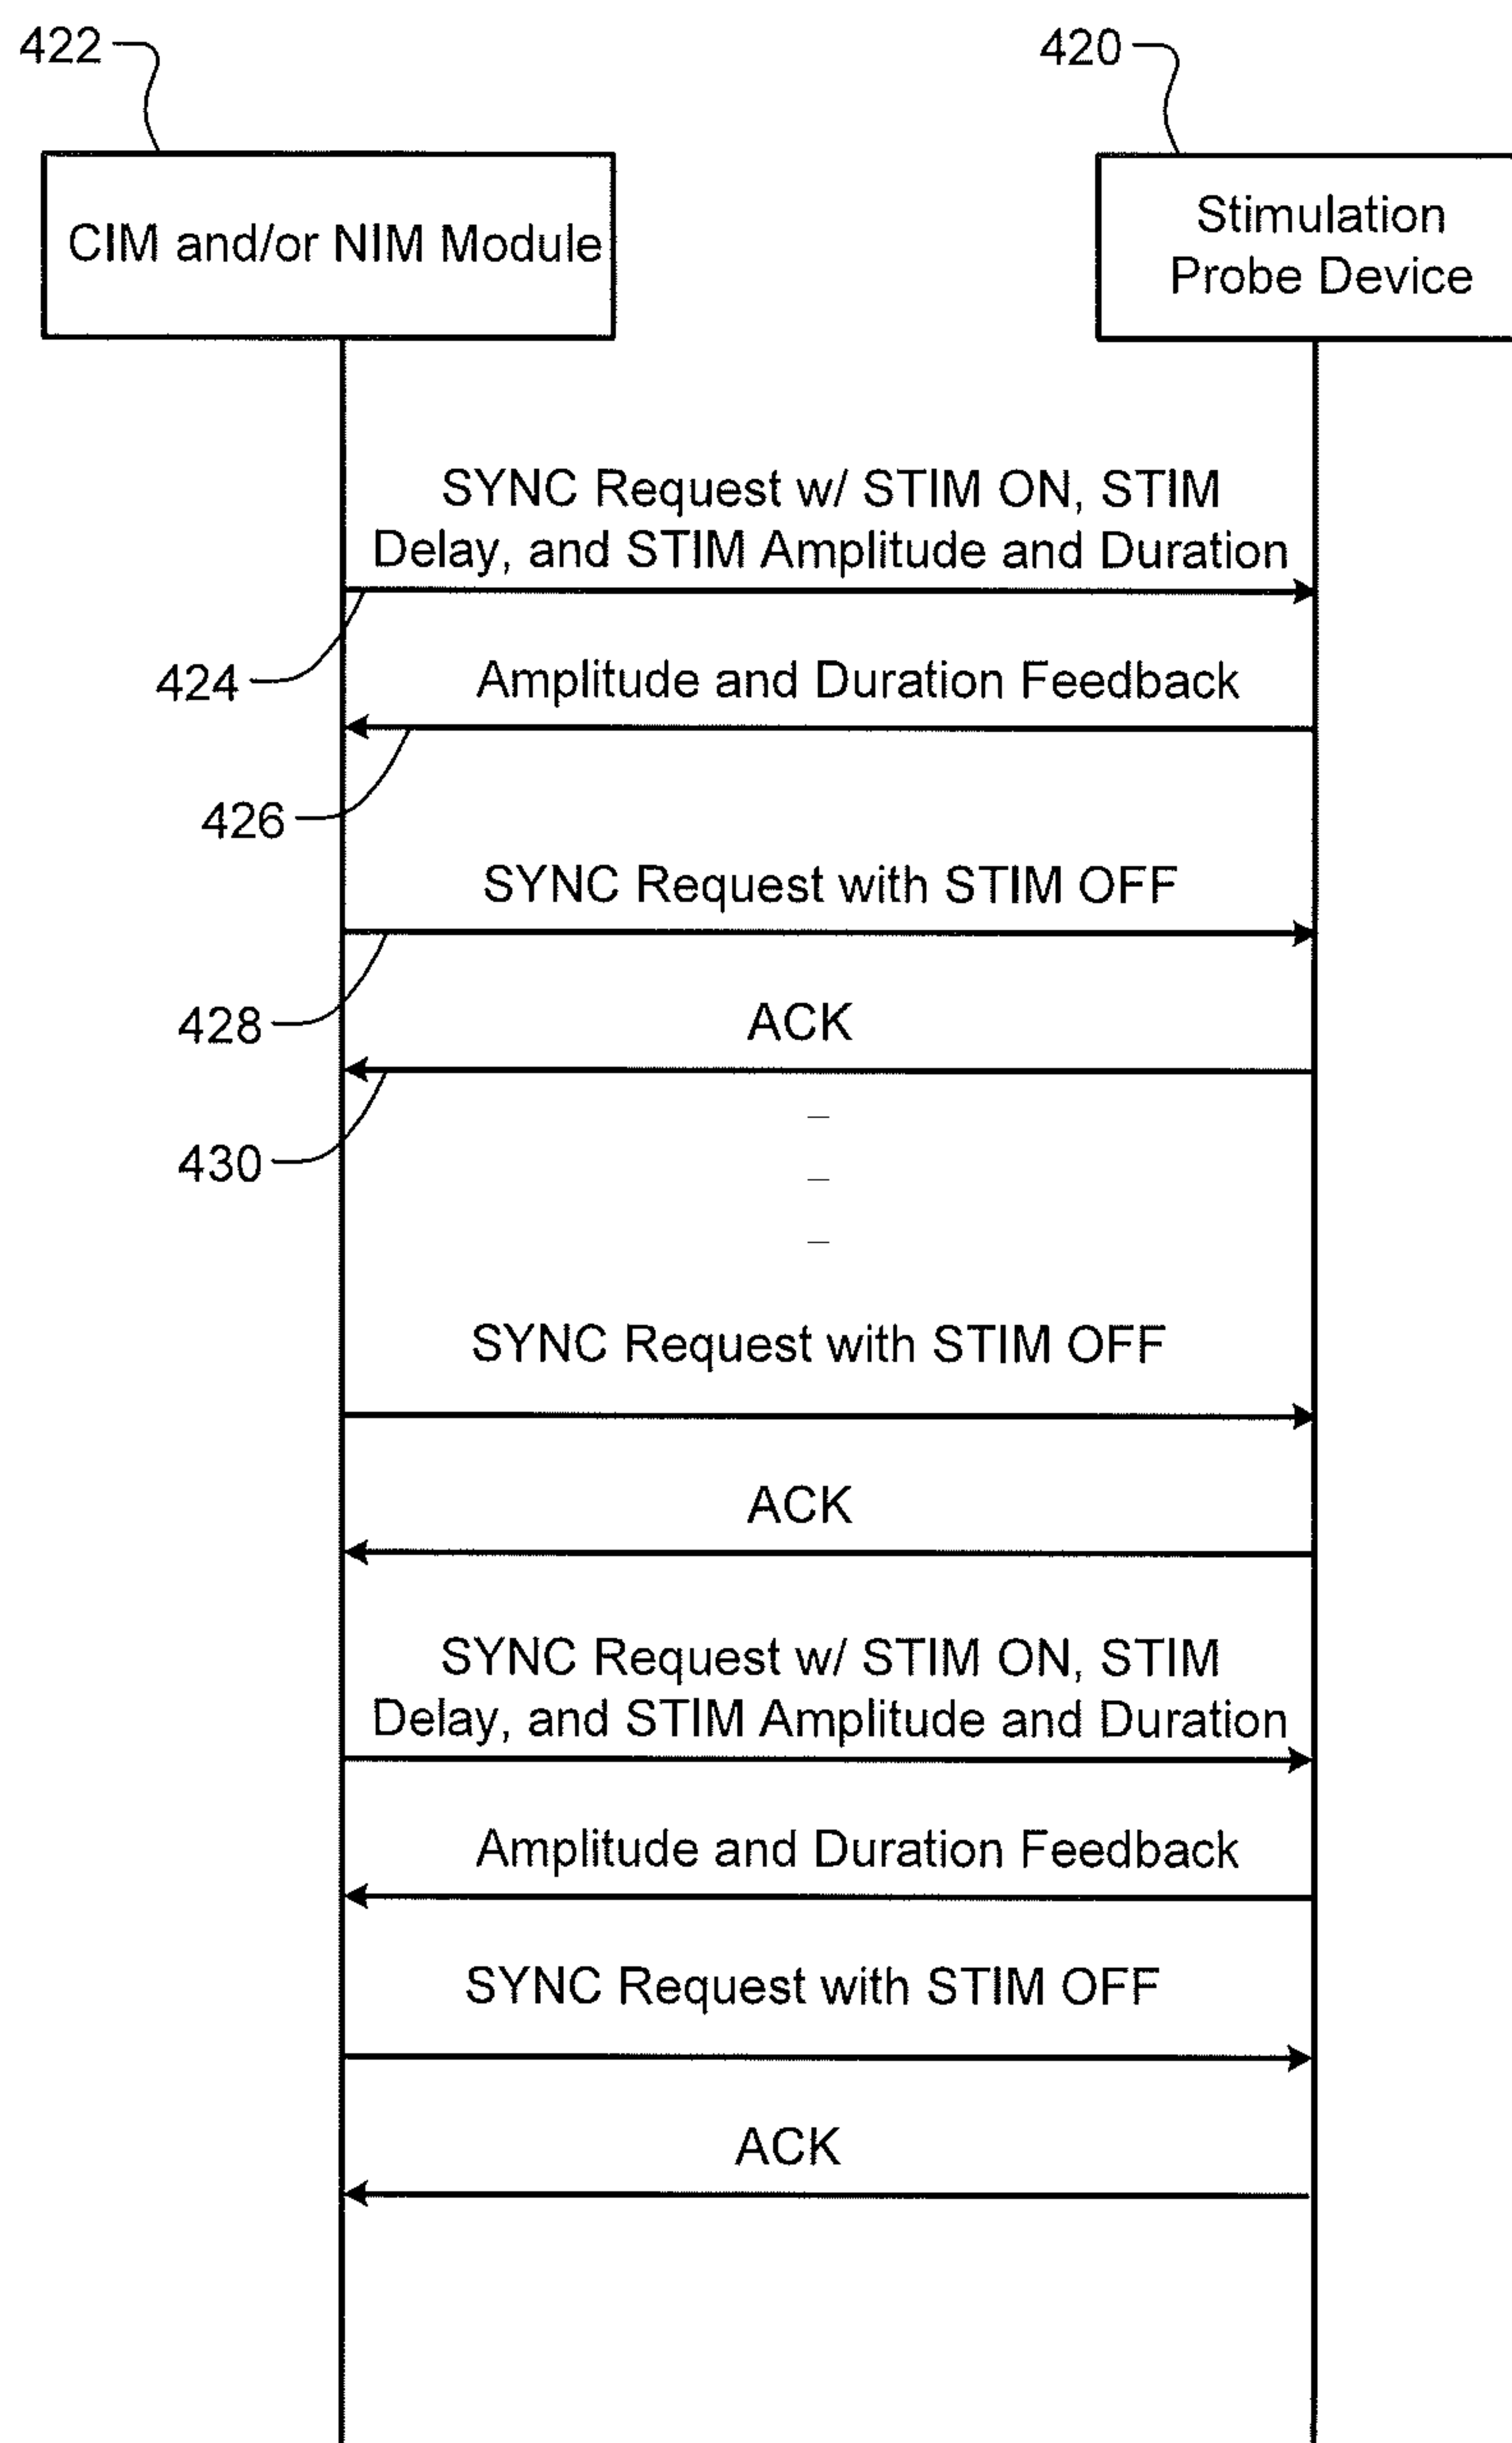 422
420
CIM and/or NIM Module
Stimulation
Probe Device
SYNC Request w/ STIM ON, STIM
Delay, and STIM Amplitude and Duration
424
Amplitude and Duration Feedback
426
SYNC Request with STIM OFF
428
ACK
430
SYNC Request with STIM OFF
ACK
SYNC Request w/ STIM ON, STIM
Delay, and STIM Amplitude and Duration
Amplitude and Duration Feedback
SYNC Request with STIM OFF
ACK